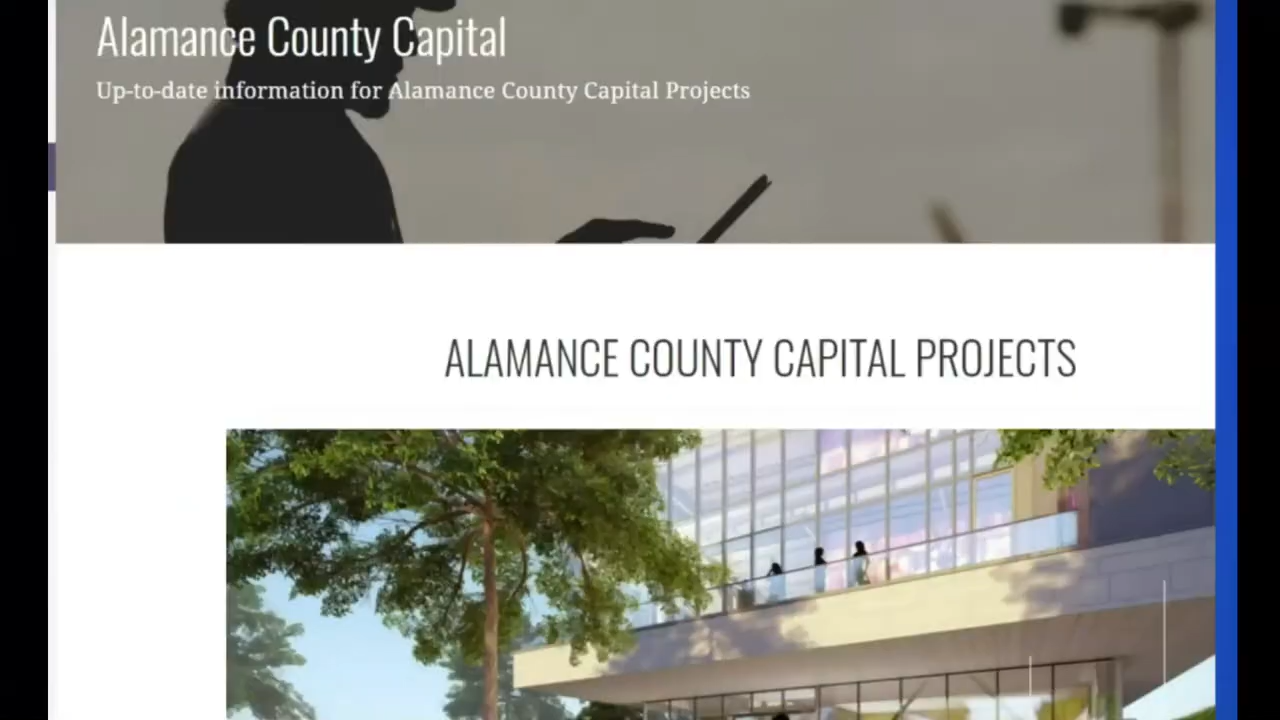 Alamance County Capital
Up-to-date information for Alamance County Capital Projects
ALAMANCE COUNTY CAPITAL PROJECTS